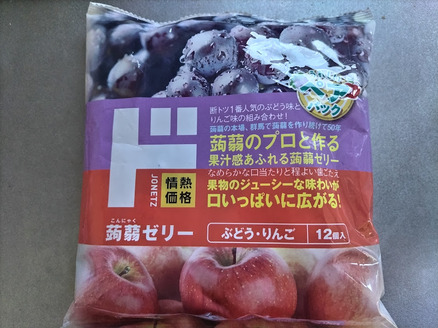 ペア
パック
断トツ1番人気のぶどう味と
りんご味の組み合わせ!
蒟蒻の本場、群馬で蒟蒻を作り続けて50年
蒟蒻のプロと作る
果汁感あふれる蒟蒻ゼリー
なめらかな口当たりと程よい歯ごたえ
果物のジューシーな味わいが
口いっぱいに広がる!
ド
JONETZ
情熱
価格
こんにゃく
蒟蒻ゼリー
ぶどう・りんご
12個入